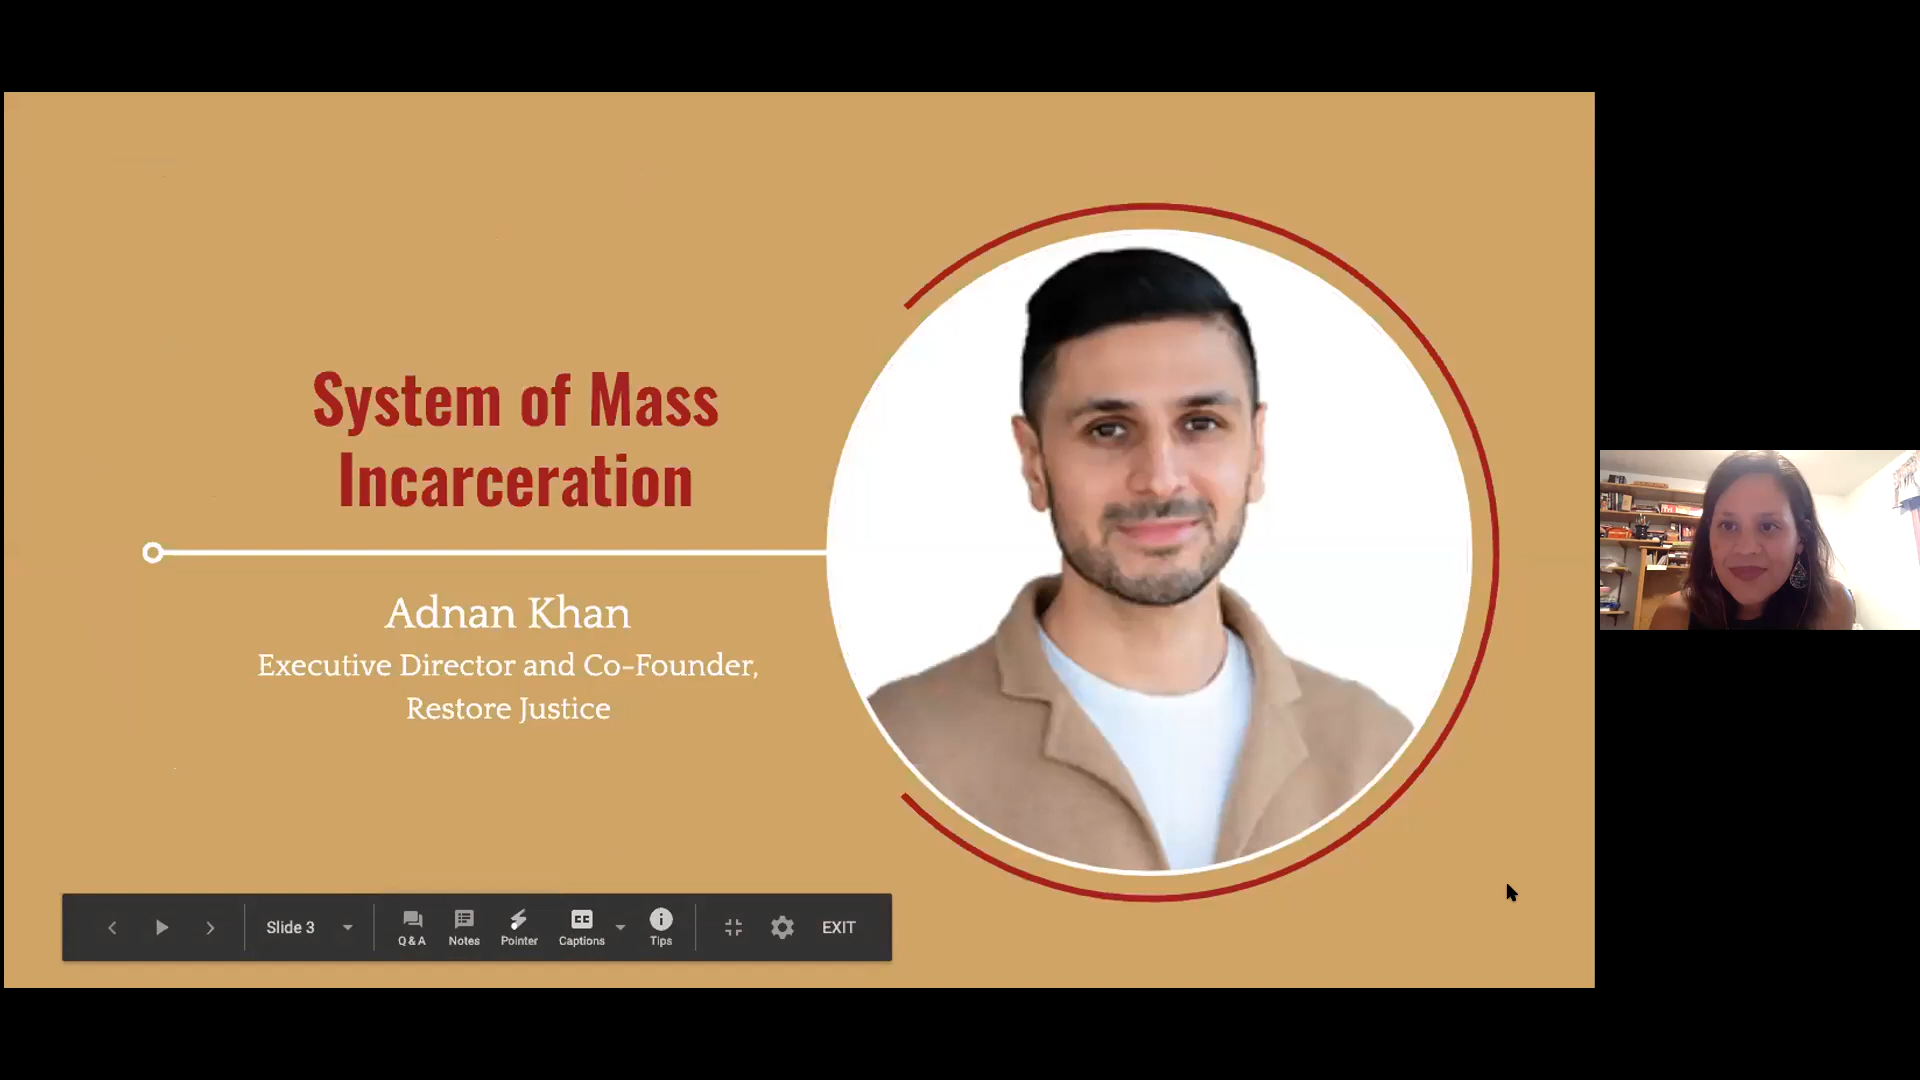 System of Mass
Incarceration
Adnan Khan
Executive Director and Co-Founder,
Restore Justice
Slide 3
Q & A
Notes
Pointer
CC
Captions
Tips
EXIT